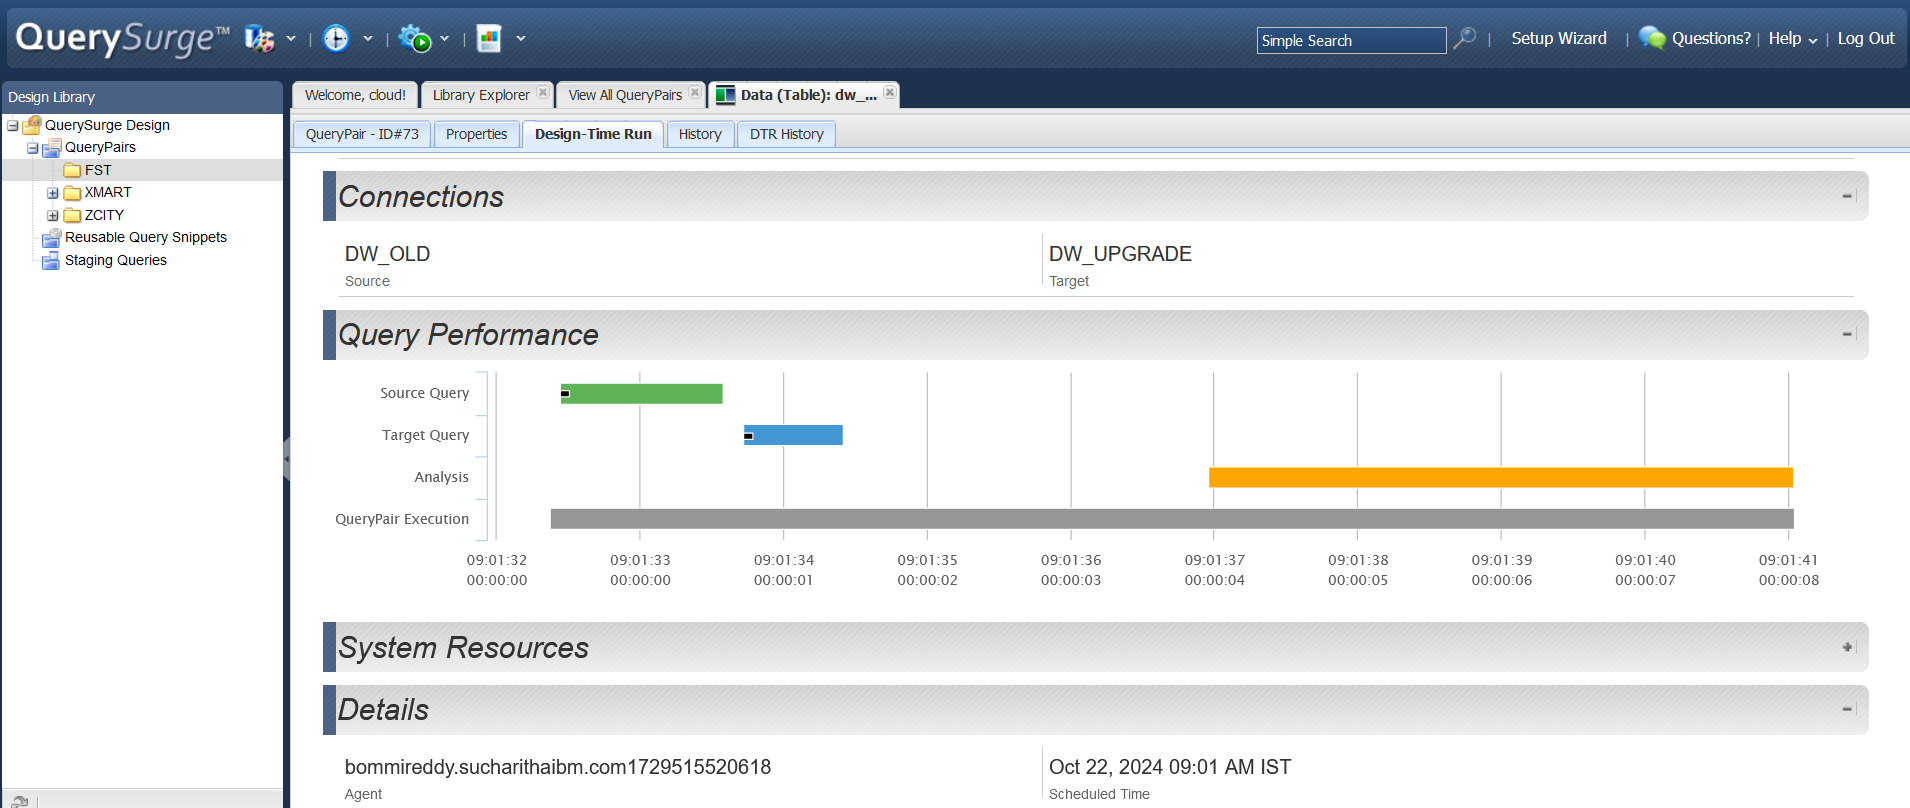 QuerySurge™
Simple Search
Setup Wizard
Questions?
Help
Log Out
Design Library
QuerySurge Design
QueryPairs
FST
XMART
ZCITY
Reusable Query Snippets
Staging Queries
Welcome, cloud!
Library Explorer
View All QueryPairs
Data (Table): dw_...
QueryPair - ID#73
Properties
Design-Time Run
History
DTR History
Connections
DW_OLD
Source
DW_UPGRADE
Target
Query Performance
Source Query
Target Query
Analysis
QueryPair Execution
09:01:32 09:01:33 09:01:34 09:01:35 09:01:36 09:01:37 09:01:38 09:01:39 09:01:40 09:01:41
00:00:00 00:00:00 00:00:01 00:00:02 00:00:03 00:00:04 00:00:05 00:00:06 00:00:07 00:00:08
System Resources
Details
bommireddy.sucharithaibm.com1729515520618
Agent
Oct 22, 2024 09:01 AM IST
Scheduled Time